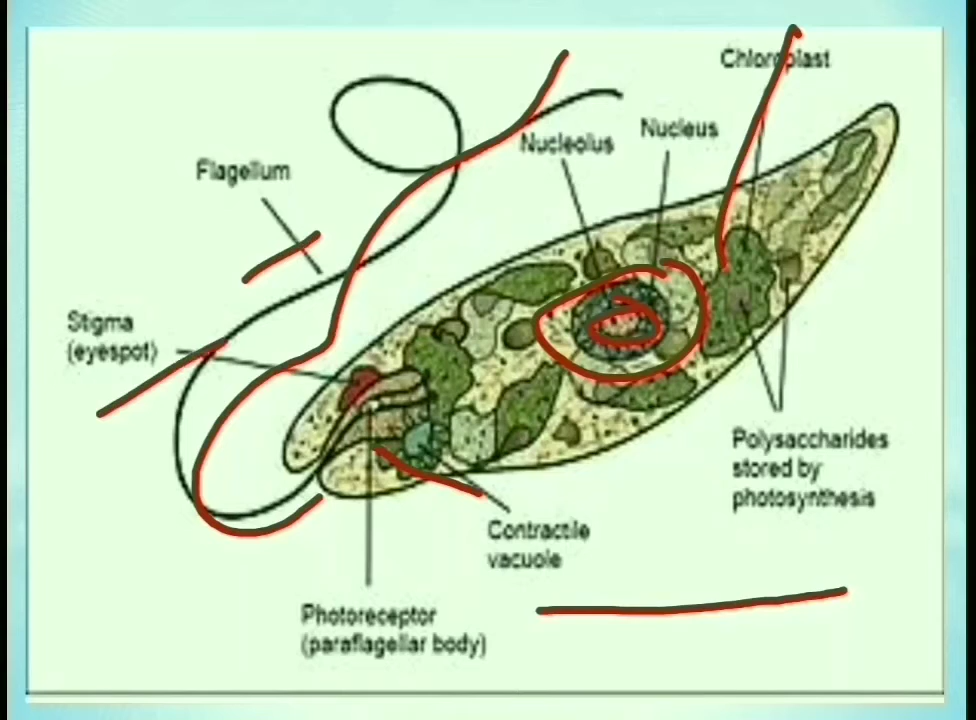 Chloroplast
Nucleolus
Nucleus
Flagellum
Stigma
(eyespot)
Polysaccharides
stored by
photosynthesis
Contractile
vacuole
Photoreceptor
(paraflagellar body)